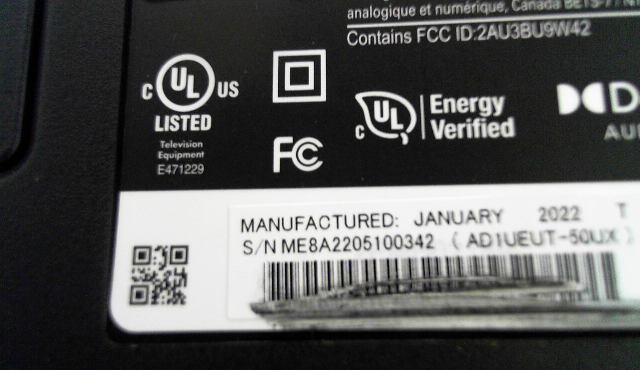 analogique et numérique, Canada
Contains FCC ID:2AU3BU9W42
C UL US
LISTED
Television
Equipment
E471229
FC
c UL Energy
Verified
MANUFACTURED: JANUARY 2022 T
S/N ME8A2205100342 ( AD1UEUT-50UX )